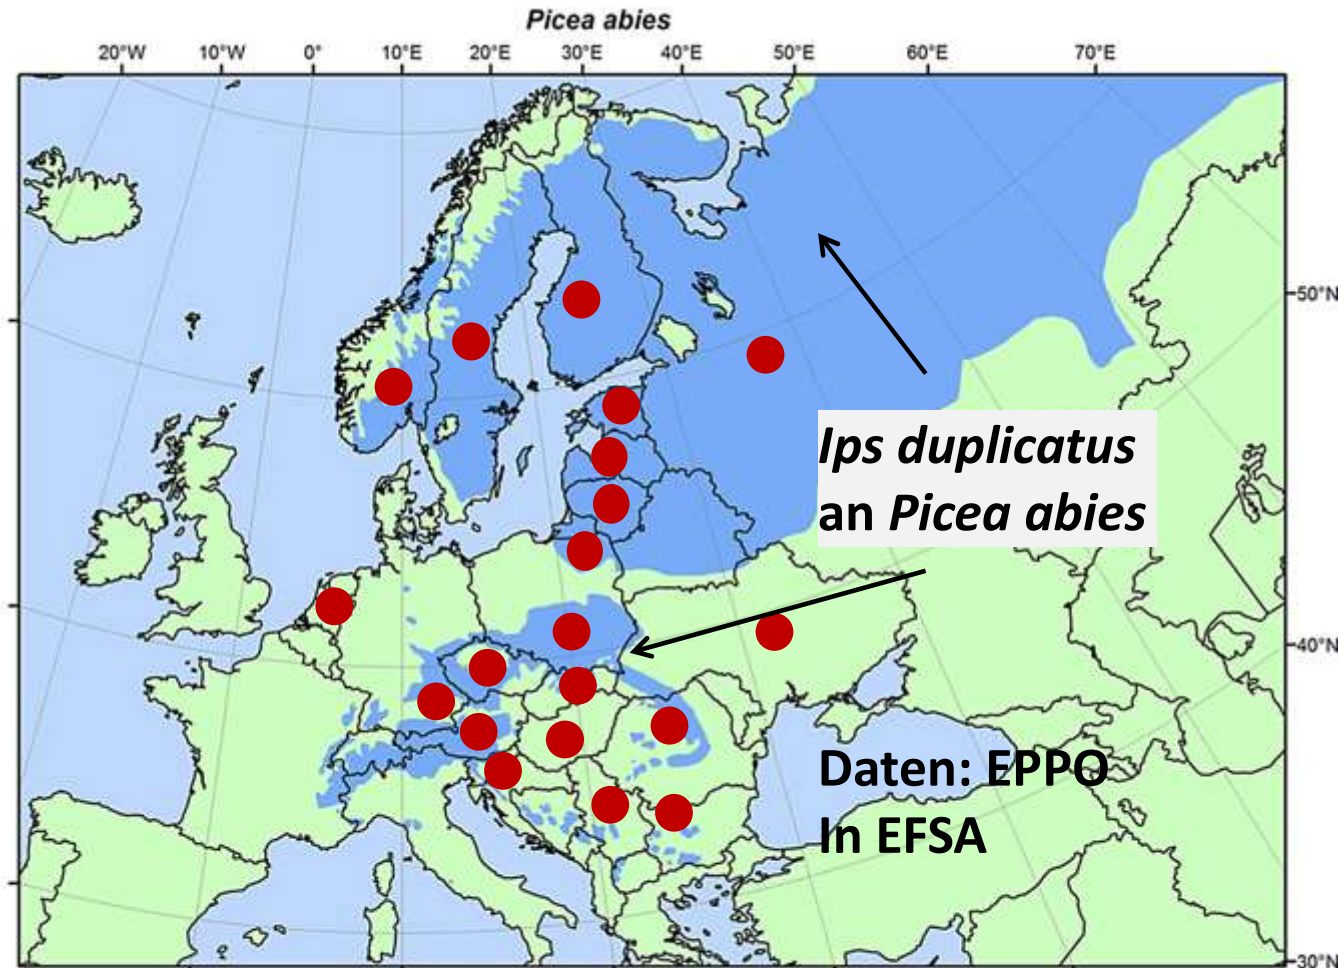 Picea abies
20°W 10°W 0° 10°E 20°E 30°E 40°E 50°E 60°E 70°E
50°N
Ips duplicatus
an Picea abies
40°N
Daten: EPPO
In EFSA
30°N